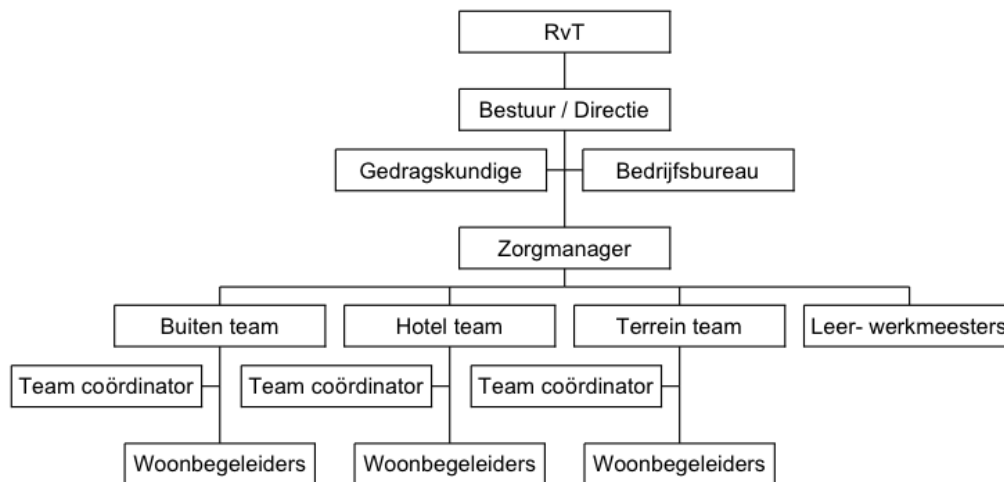 RvT
Bestuur / Directie
Gedragskundige
Bedrijfsbureau
Zorgmanager
Buiten team
Hotel team
Terrein team
Leer- werkmeesters
Team coördinator
Team coördinator
Team coördinator
Woonbegeleiders
Woonbegeleiders
Woonbegeleiders